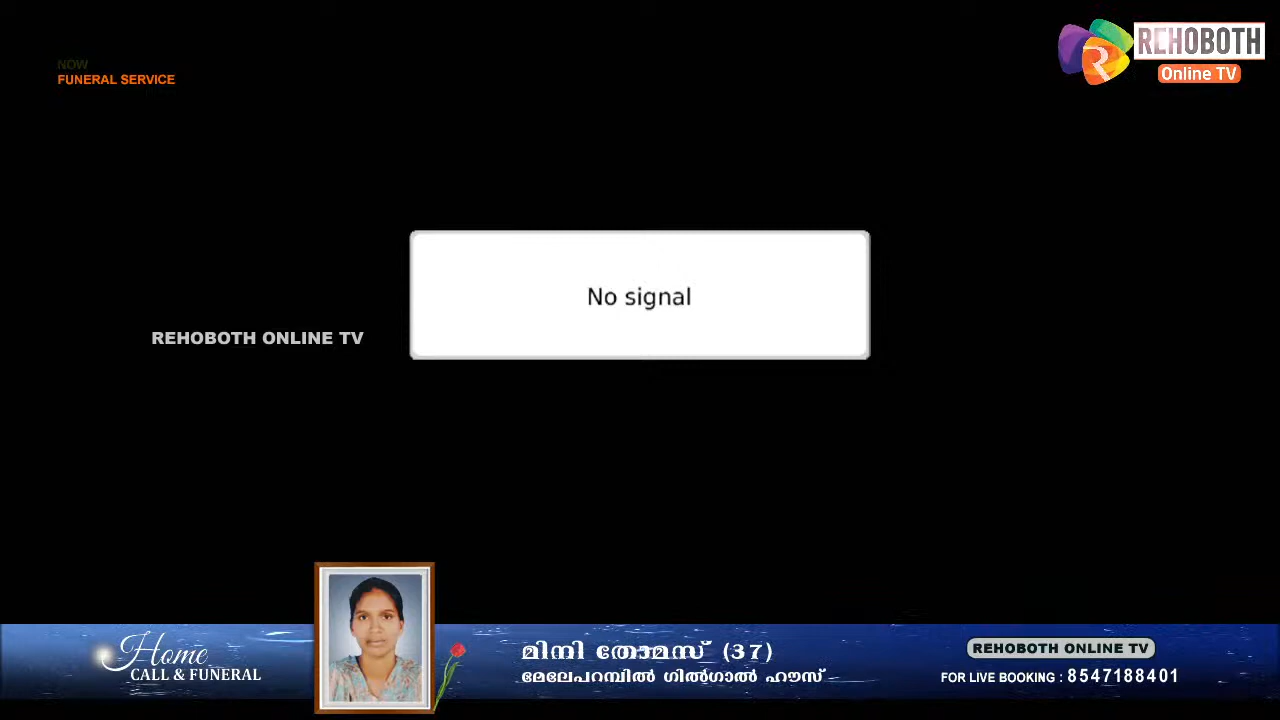 NOW
FUNERAL SERVICE
REHOBOTH
Online TV
No signal
REHOBOTH ONLINE TV
Home
CALL & FUNERAL
മിനി തോമസ് (37)
മേലേപറമ്പിൽ ഗിൽഗാൽ ഹൗസ്
REHOBOTH ONLINE TV
FOR LIVE BOOKING : 8547188401